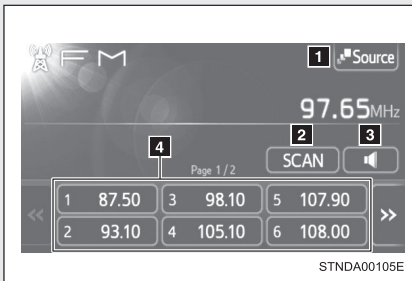 FM
1 Source
97.65MHz
2 3
SCAN
4
Page 1 / 2
1 87.50 3 98.10 5 107.90
<< >>
2 93.10 4 105.10 6 108.00
STNDA00105E